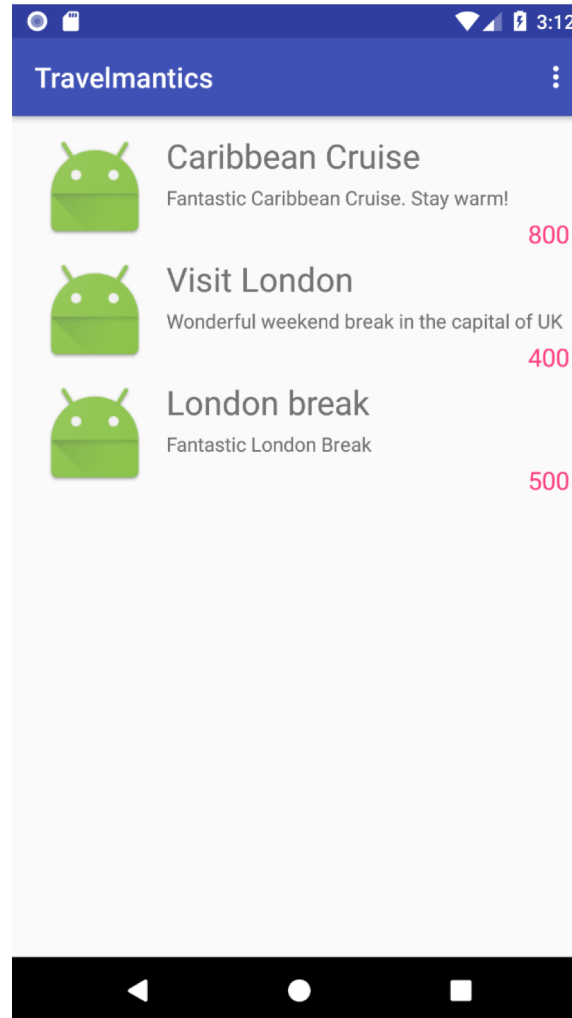 3:12
Travelmantics
Caribbean Cruise
Fantastic Caribbean Cruise. Stay warm!
800
Visit London
Wonderful weekend break in the capital of UK
400
London break
Fantastic London Break
500